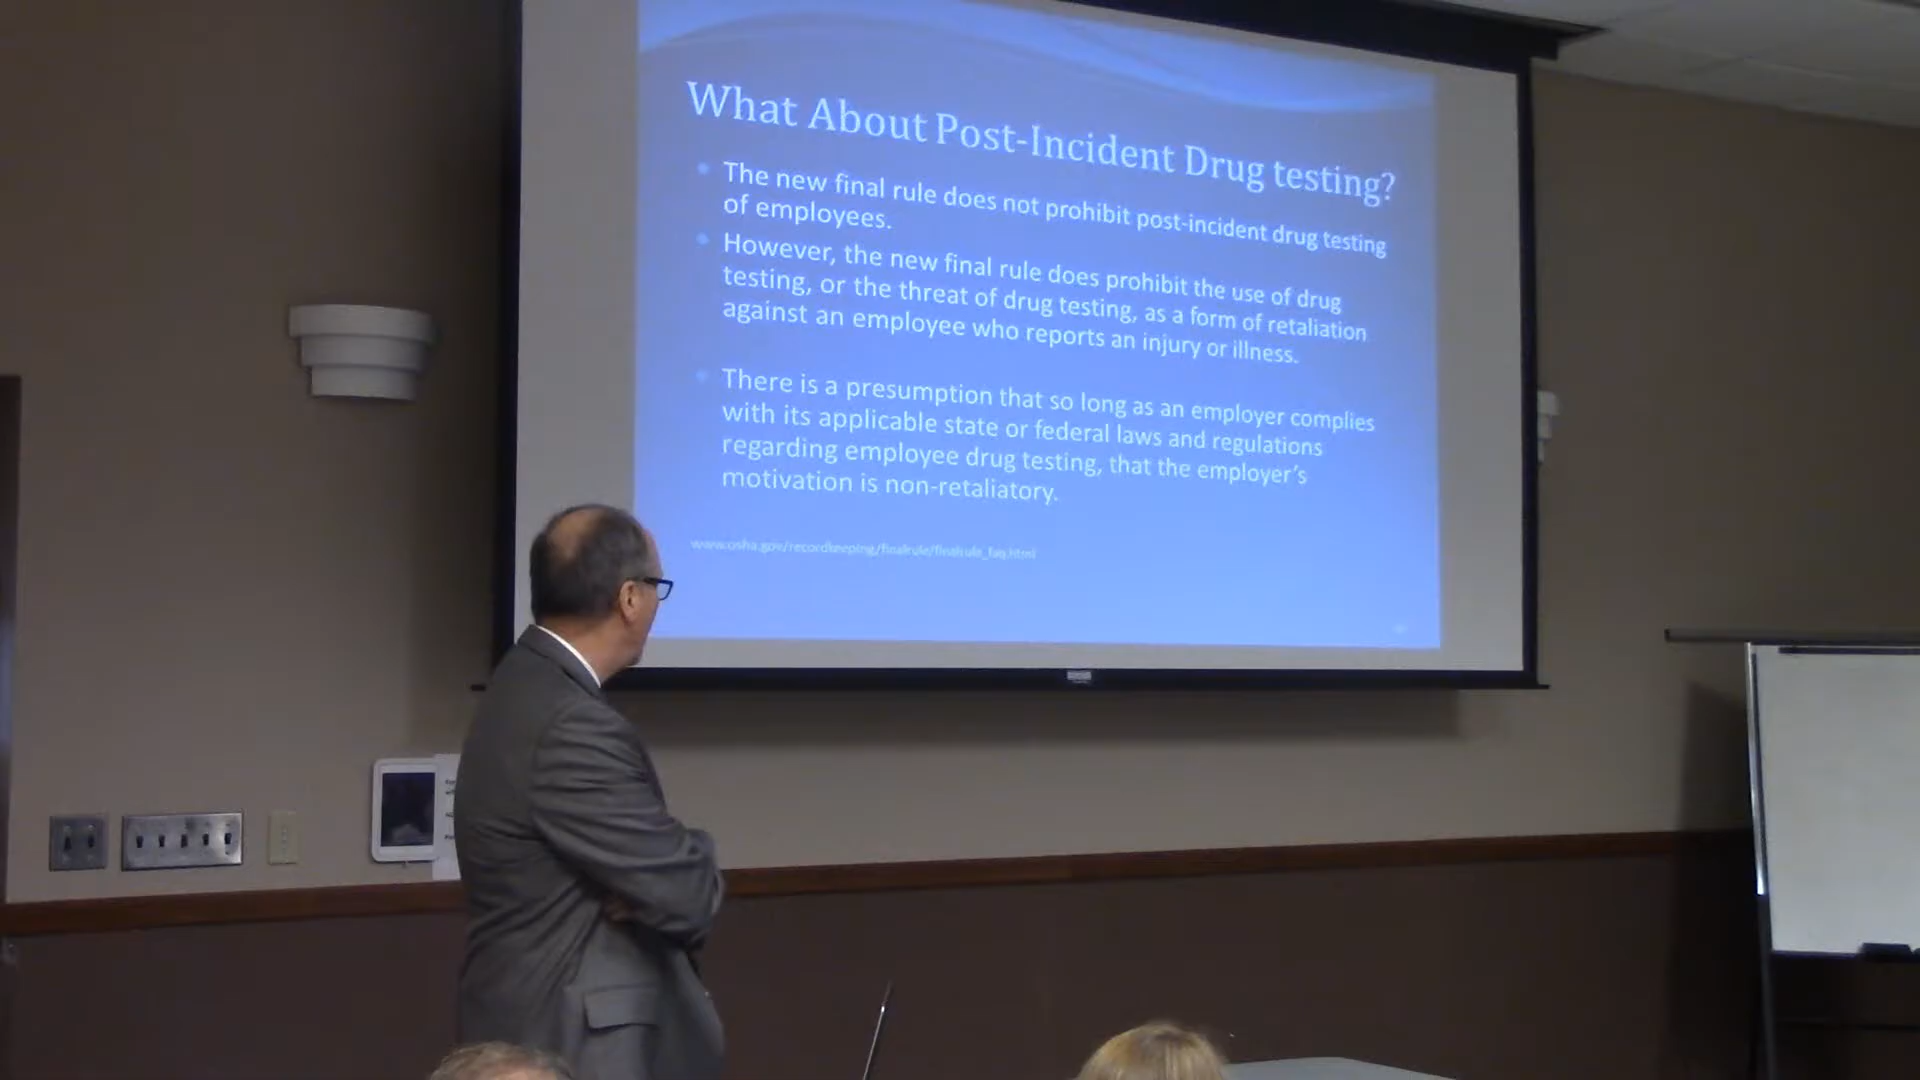 What About Post-Incident Drug testing?
• The new final rule does not prohibit post-incident drug testing
of employees.
• However, the new final rule does prohibit the use of drug
testing, or the threat of drug testing, as a form of retaliation
against an employee who reports an injury or illness.
• There is a presumption that so long as an employer complies
with its applicable state or federal laws and regulations
regarding employee drug testing, that the employer's
motivation is non-retaliatory.
www.osha.gov/recordkeeping/finalrule/finalrule_faq.html